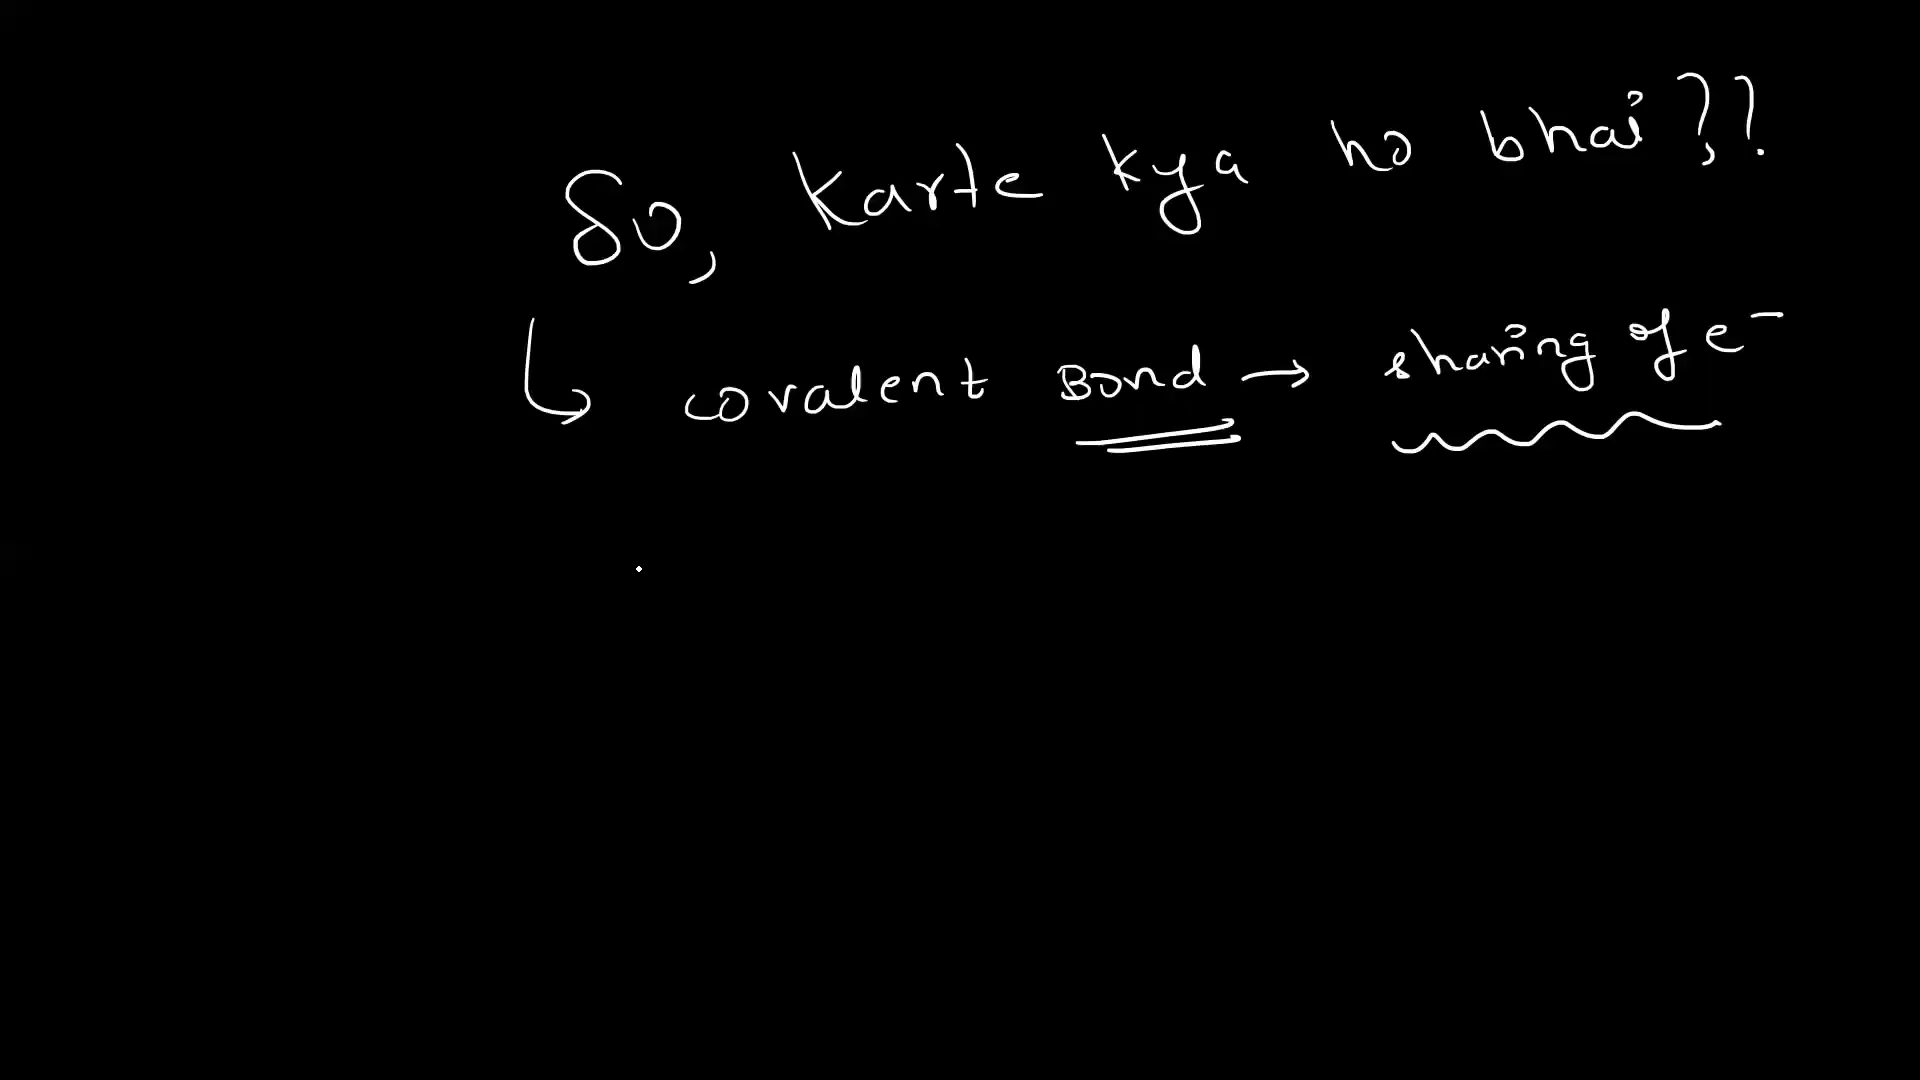 So, Karte kya ho bhai??
↳ covalent Bond → sharing of e⁻